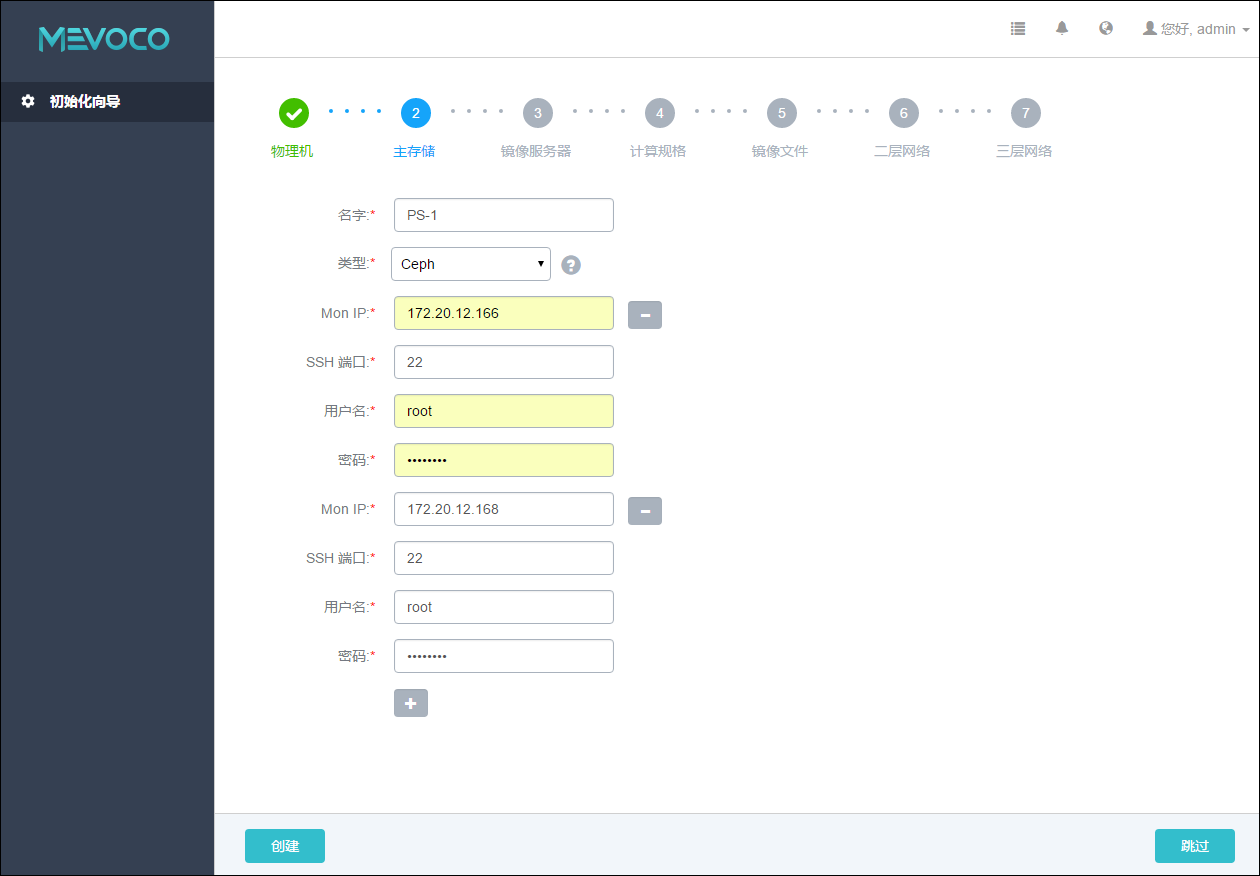 MEVOCO
您好, admin
初始化向导
2 3 4 5 6 7
物理机 主存储 镜像服务器 计算规格 镜像文件 二层网络 三层网络
名字:* PS-1
类型:* Ceph ?
Mon IP:* 172.20.12.166
SSH 端口:* 22
用户名:* root
密码:* ••••••••
Mon IP:* 172.20.12.168
SSH 端口:* 22
用户名:* root
密码:* ••••••••
创建 跳过